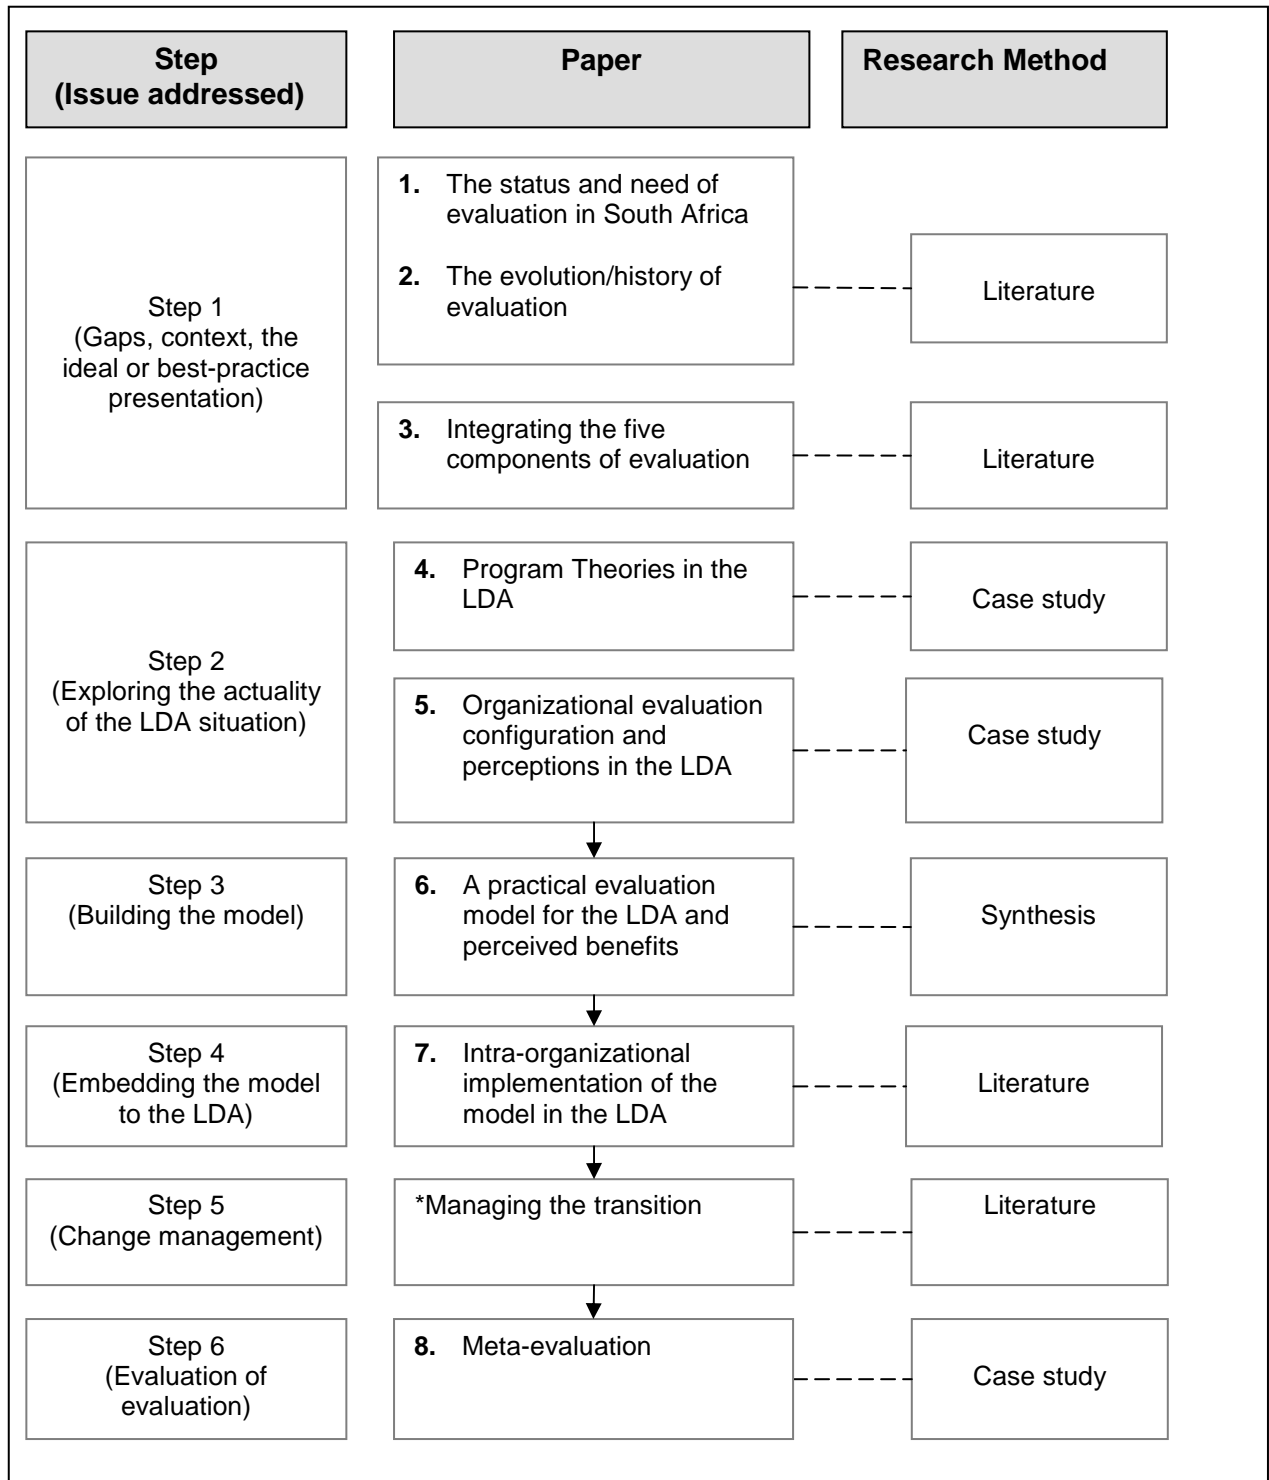 Step
(Issue addressed)
Paper
Research Method
Step 1
(Gaps, context, the
ideal or best-practice
presentation)
1. The status and need of
evaluation in South Africa
2. The evolution/history of
evaluation
Literature
3. Integrating the five
components of evaluation
Literature
Step 2
(Exploring the actuality
of the LDA situation)
4. Program Theories in the
LDA
Case study
5. Organizational evaluation
configuration and
perceptions in the LDA
Case study
Step 3
(Building the model)
6. A practical evaluation
model for the LDA and
perceived benefits
Synthesis
Step 4
(Embedding the model
to the LDA)
7. Intra-organizational
implementation of the
model in the LDA
Literature
Step 5
(Change management)
*Managing the transition
Literature
Step 6
(Evaluation of
evaluation)
8. Meta-evaluation
Case study